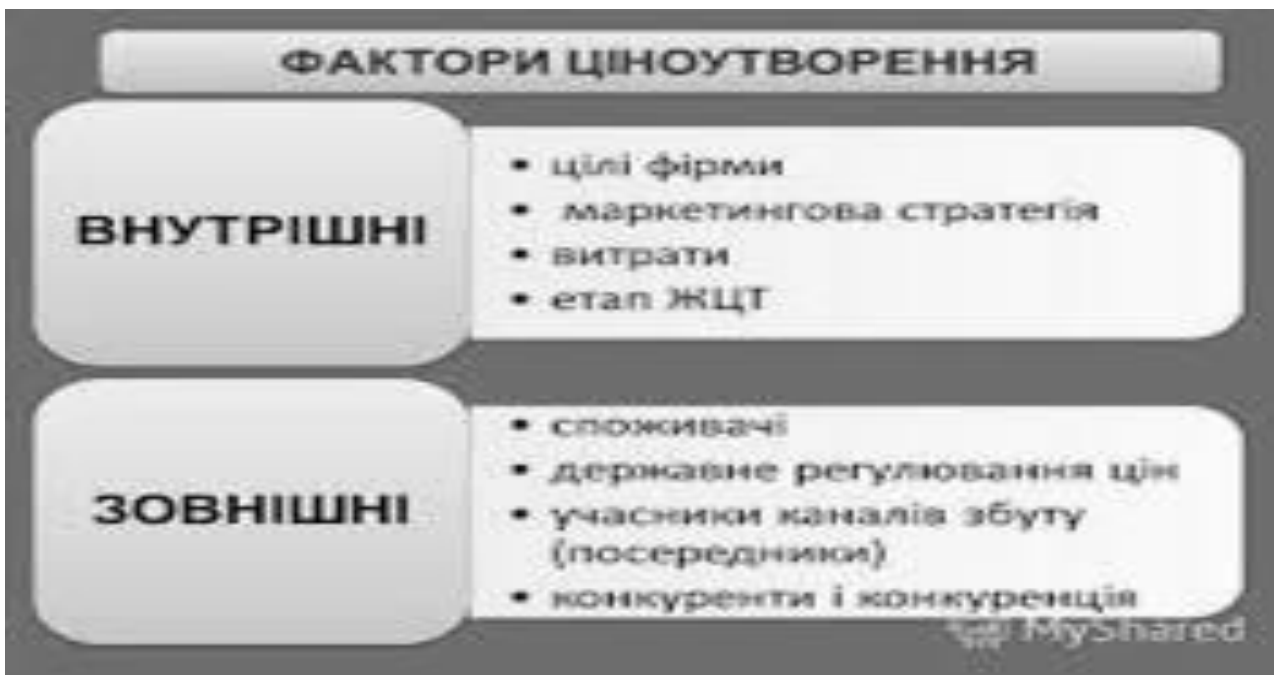 ФАКТОРИ ЦІНОУТВОРЕННЯ
ВНУТРІШНІ
• цілі фірми
• маркетингова стратегія
• витрати
• етап ЖЦТ
ЗОВНІШНІ
• споживачі
• державне регулювання цін
• учасники каналів збуту
(посередники)
• конкуренти і конкуренція
MyShared